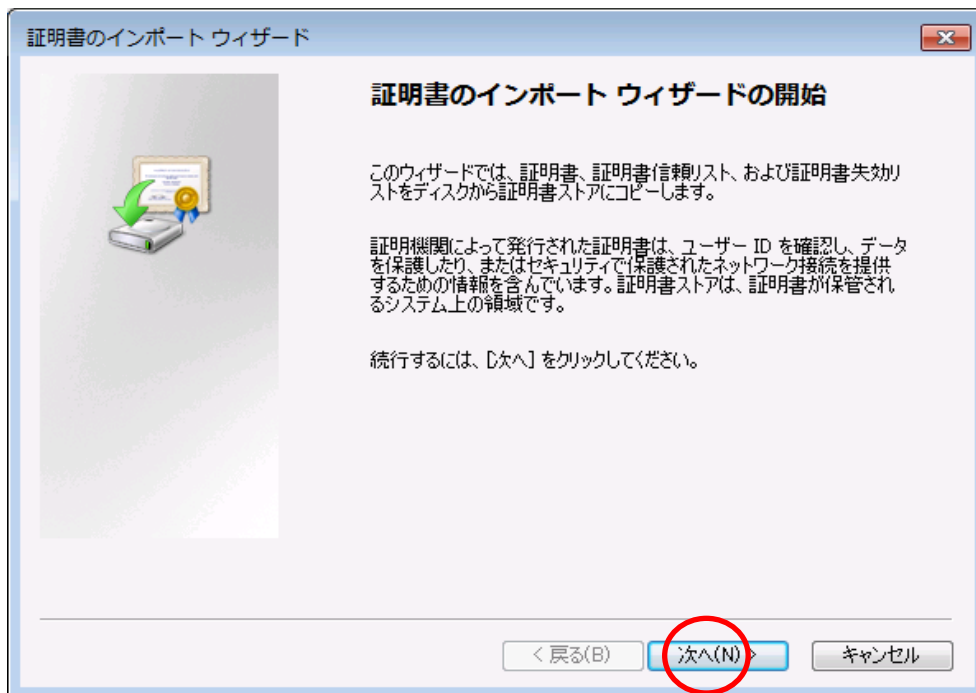 証明書のインポート ウィザード
証明書のインポート ウィザードの開始
このウィザードでは、証明書、証明書信頼リスト、および証明書失効リ
ストをディスクから証明書ストアにコピーします。
証明機関によって発行された証明書は、ユーザー ID を確認し、データ
を保護したり、またはセキュリティで保護されたネットワーク接続を提供
するための情報を含んでいます。証明書ストアは、証明書が保管され
るシステム上の領域です。
続行するには、[次へ] をクリックしてください。
< 戻る(B)
次へ(N) >
キャンセル